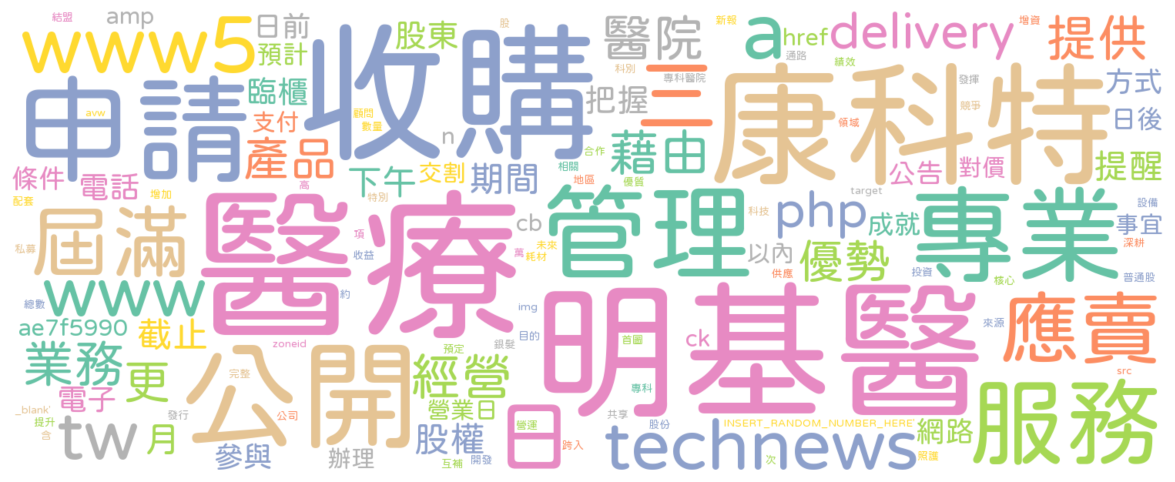 結盟
amp
日前
股東
股
醫院
a
href
delivery
新報
增資
提供
www5
預計
收購
三
通路
績效
科別
專科醫院
康科特
發揮
方式
申請
臨櫃
把握
競爭
日後
avw
支付
顧問
數量
n
藉由
領域
產品
合作
公告
對價
提醒
條件
電話
下午
交割
期間
相關
地區
優質
配套
增加
高
特別
target
設備
屆滿
醫療
cb
管理
科技
php
成就
專業
事宜
深耕
私募
項
收益
萬
未來
耗材
以內
供應
優勢
投資
核心
普通股
www
總數
約
img
明基醫
應賣
ae7f5990
截止
目的
首圖
ck
來源
業務
更
zoneid
預定
銀髮
完整
公開
經營
專科
src
電子
_blank'
提升
含
發行
公司
營業日
日
營運
共享
股份
INSERT_RANDOM_NUMBER_HERE
服務
tw
月
參與
辦理
股權
互補
開發
跨入
technews
次
網路
照護